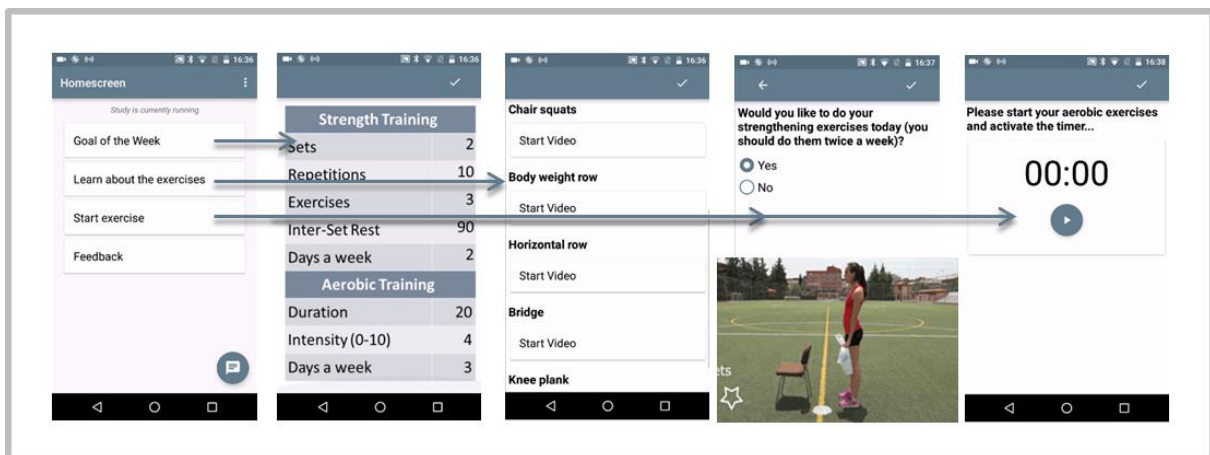 16:36
Homescreen
Study is currently running
Goal of the Week
Learn about the exercises
Start exercise
Feedback
16:36
Strength Training
Sets 2
Repetitions 10
Exercises 3
Inter-Set Rest 90
Days a week 2
Aerobic Training
Duration 20
Intensity (0-10) 4
Days a week 3
16:36
Chair squats
Start Video
Body weight row
Start Video
Horizontal row
Start Video
Bridge
Start Video
Knee plank
16:37
Would you like to do your
strengthening exercises today (you
should do them twice a week)?
Yes
No
ets
16:38
Please start your aerobic exercises
and activate the timer...
00:00